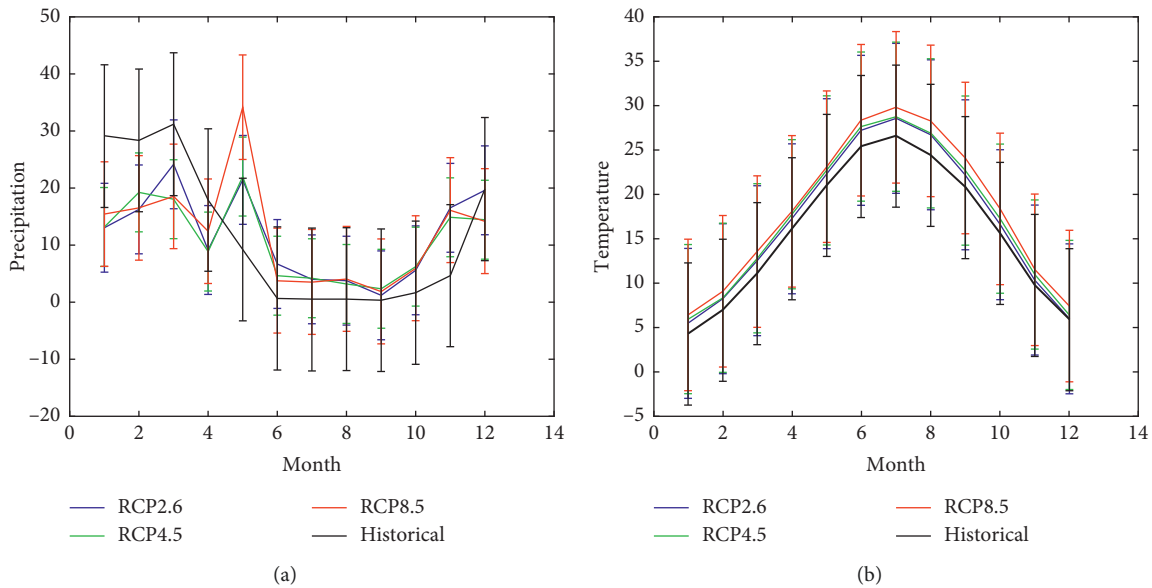 50
40
30
20
10
0
–10
–20
Precipitation
0 2 4 6 8 10 12 14
Month
RCP2.6 RCP8.5
RCP4.5 Historical
(a)
40
35
30
25
20
15
10
5
0
–5
Temperature
0 2 4 6 8 10 12 14
Month
RCP2.6 RCP8.5
RCP4.5 Historical
(b)